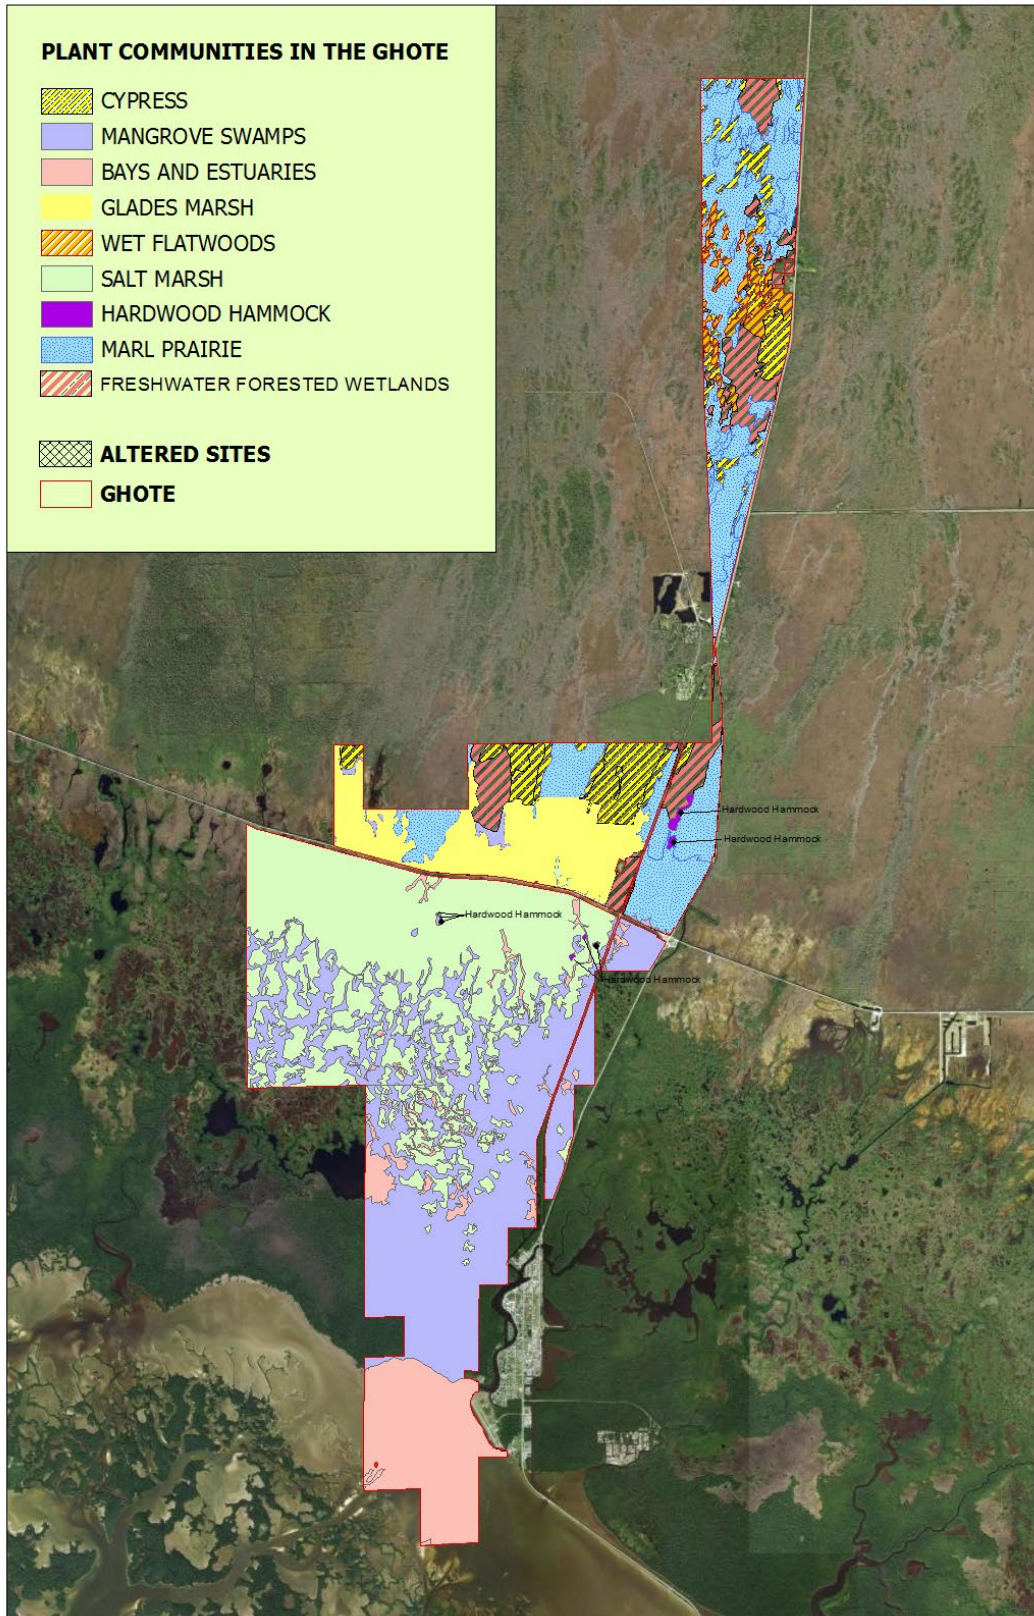 PLANT COMMUNITIES IN THE GHOTE
CYPRESS
MANGROVE SWAMPS
BAYS AND ESTUARIES
GLADES MARSH
WET FLATWOODS
SALT MARSH
HARDWOOD HAMMOCK
MARL PRAIRIE
FRESHWATER FORESTED WETLANDS
ALTERED SITES
GHOTE
Hardwood Hammock
Hardwood Hammock
Hardwood Hammock
Hardwood Hammock